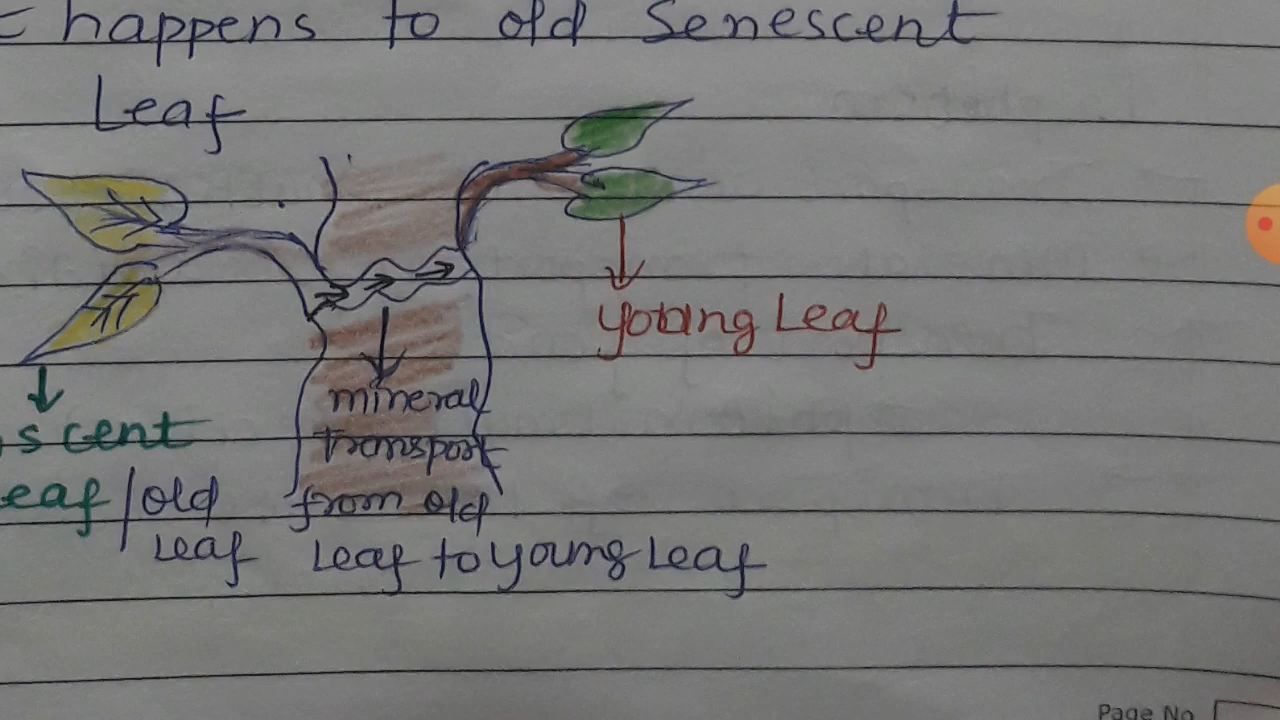 happens to old Senescent
Leaf
young Leaf
mineral
transport
from old
Leaf to young Leaf
scent
eaf / old
Leaf
Page No